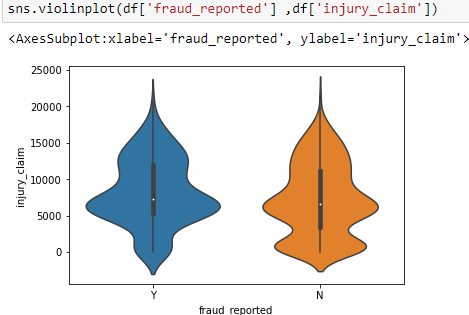 sns.violinplot(df['fraud_reported'] ,df['injury_claim'])
<AxesSubplot:xlabel='fraud_reported', ylabel='injury_claim'>
25000
20000
15000
10000
5000
0
injury_claim
Y
N
fraud_reported